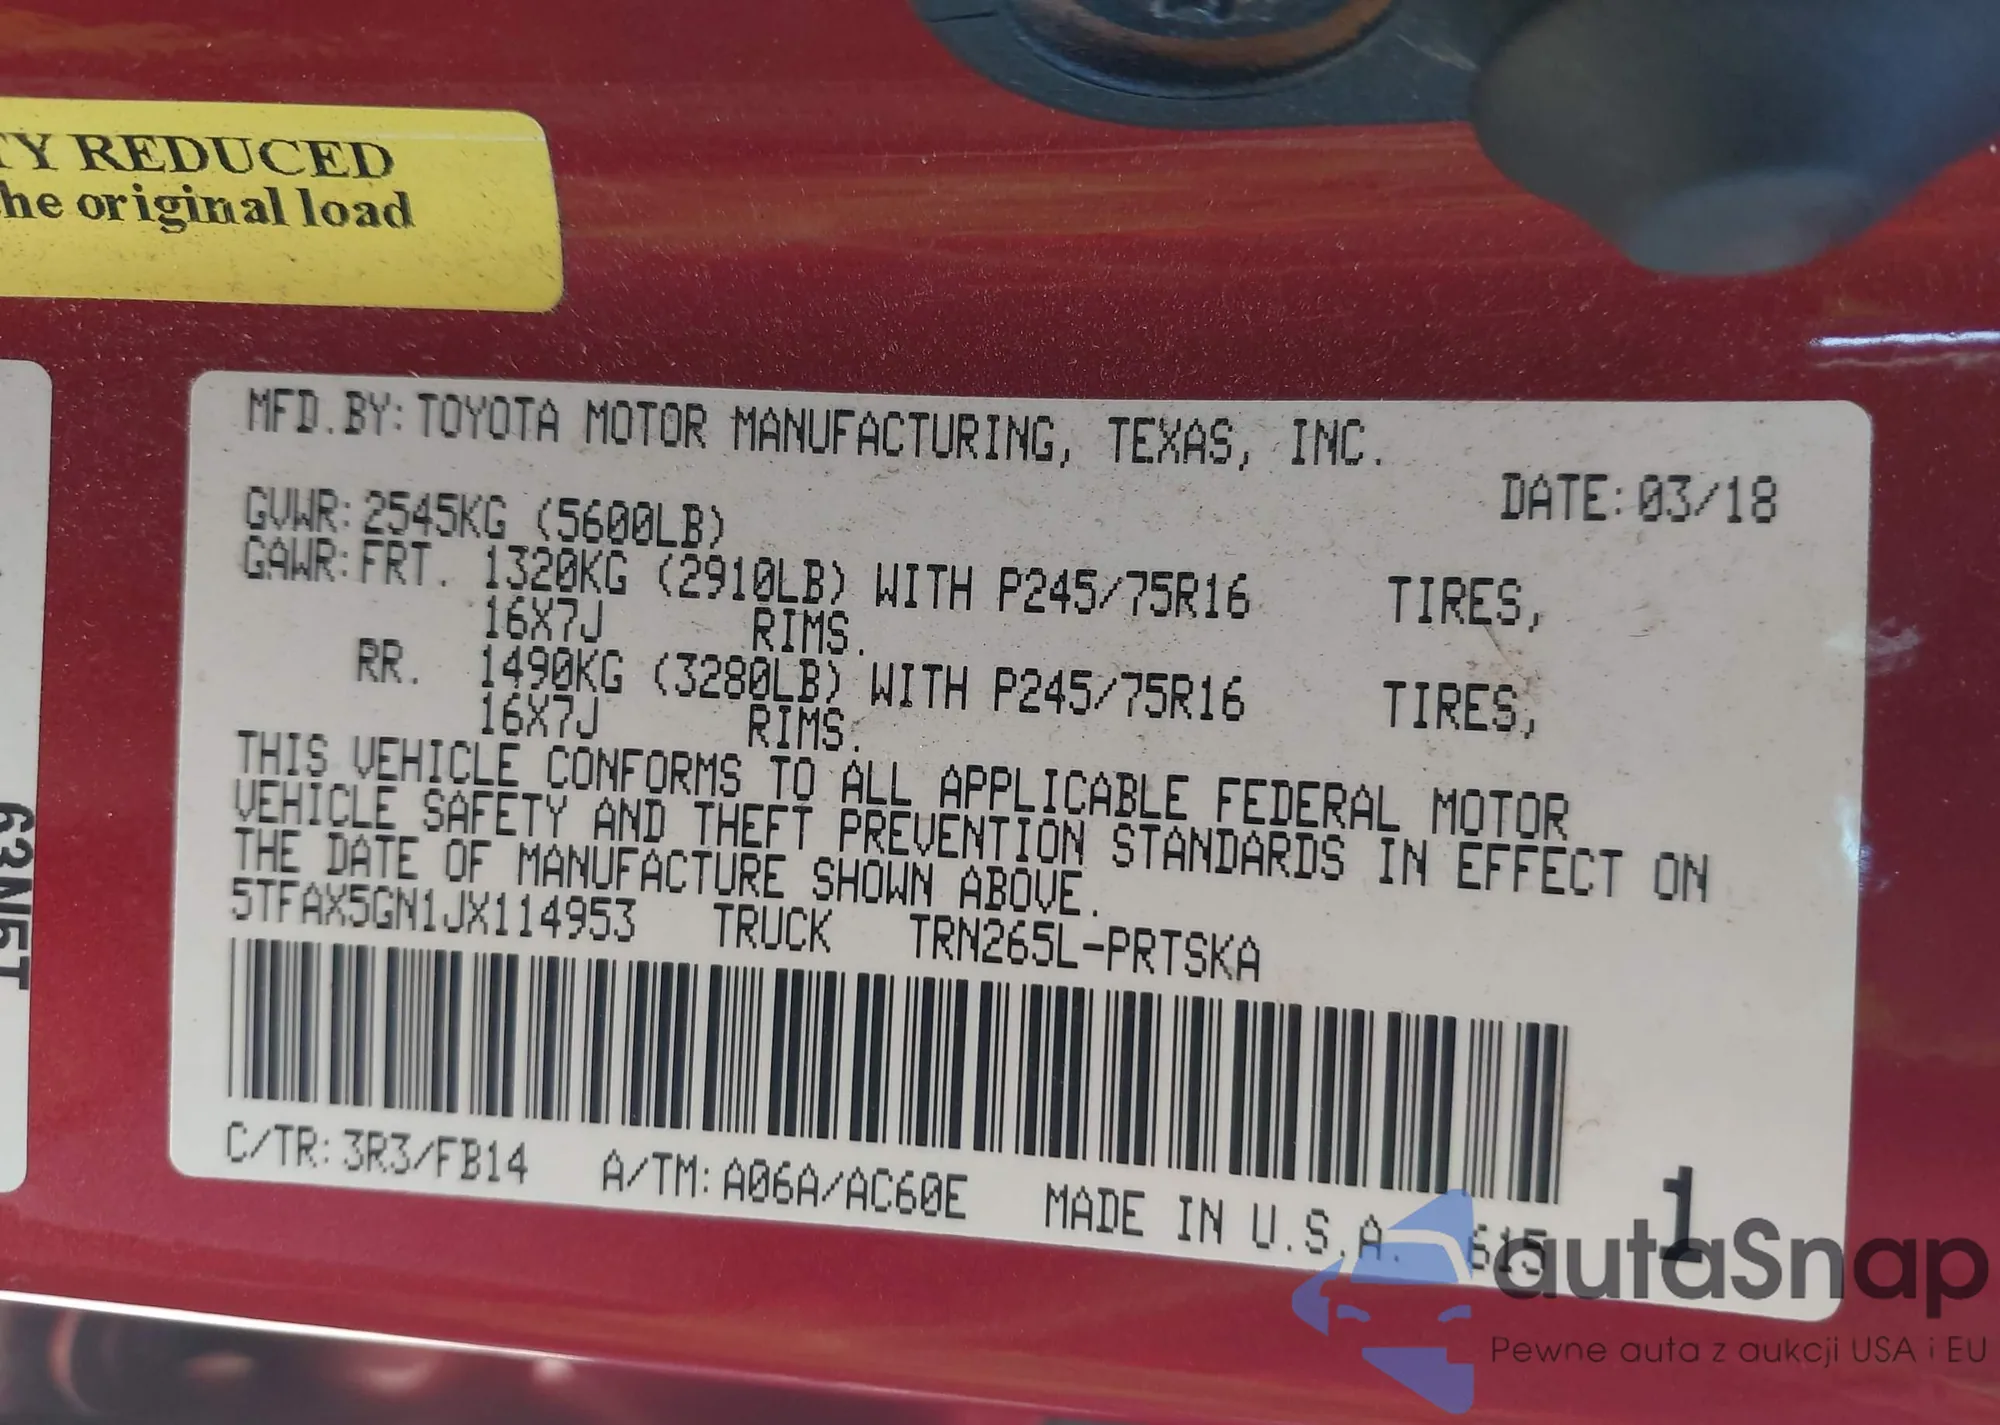 TY REDUCED
he original load
MFD.BY:TOYOTA MOTOR MANUFACTURING, TEXAS, INC.
DATE:03/18
GVWR:2545KG (5600LB)
GAWR:FRT. 1320KG (2910LB) WITH P245/75R16 TIRES,
16X7J RIMS.
RR. 1490KG (3280LB) WITH P245/75R16 TIRES,
16X7J RIMS.
THIS VEHICLE CONFORMS TO ALL APPLICABLE FEDERAL MOTOR
VEHICLE SAFETY AND THEFT PREVENTION STANDARDS IN EFFECT ON
THE DATE OF MANUFACTURE SHOWN ABOVE.
5TFAX5GN1JX114953 TRUCK TRN265L-PRTSKA
C/TR:3R3/FB14 A/TM:A06A/AC60E MADE IN U.S.A. 615
1
63N5T
autaSnap
Pewne auta z aukcji USA i EU